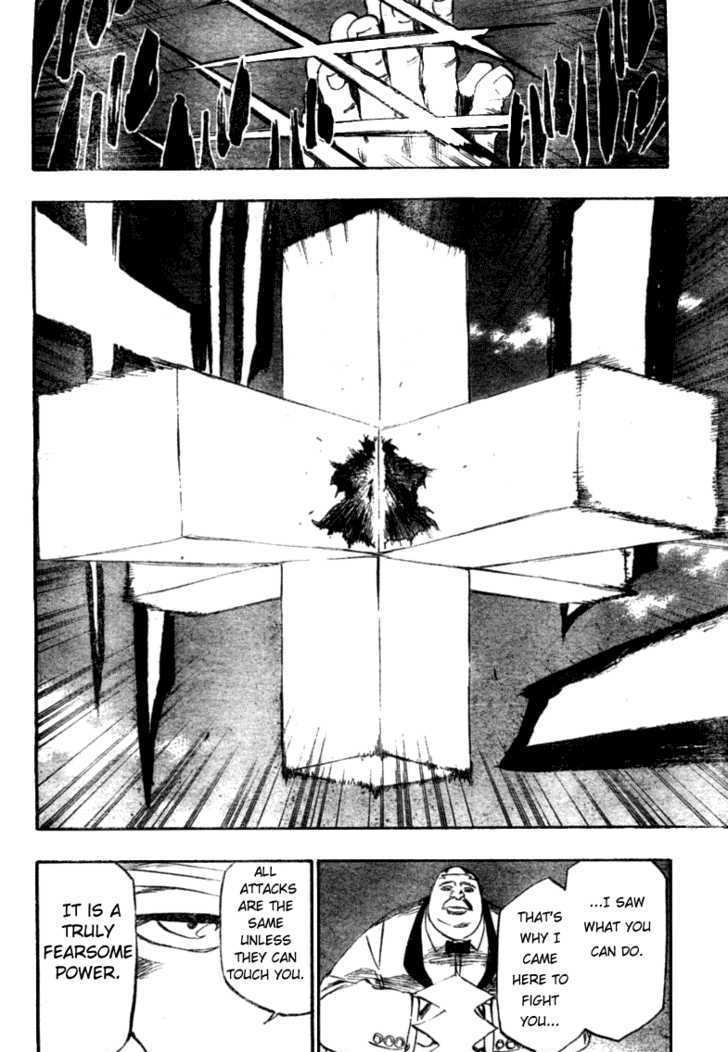 ...I SAW
WHAT YOU
CAN DO.
THAT'S
WHY I
CAME
HERE TO
FIGHT
YOU...
ALL
ATTACKS
ARE THE
SAME
UNLESS
THEY CAN
TOUCH YOU.
IT IS A
TRULY
FEARSOME
POWER.